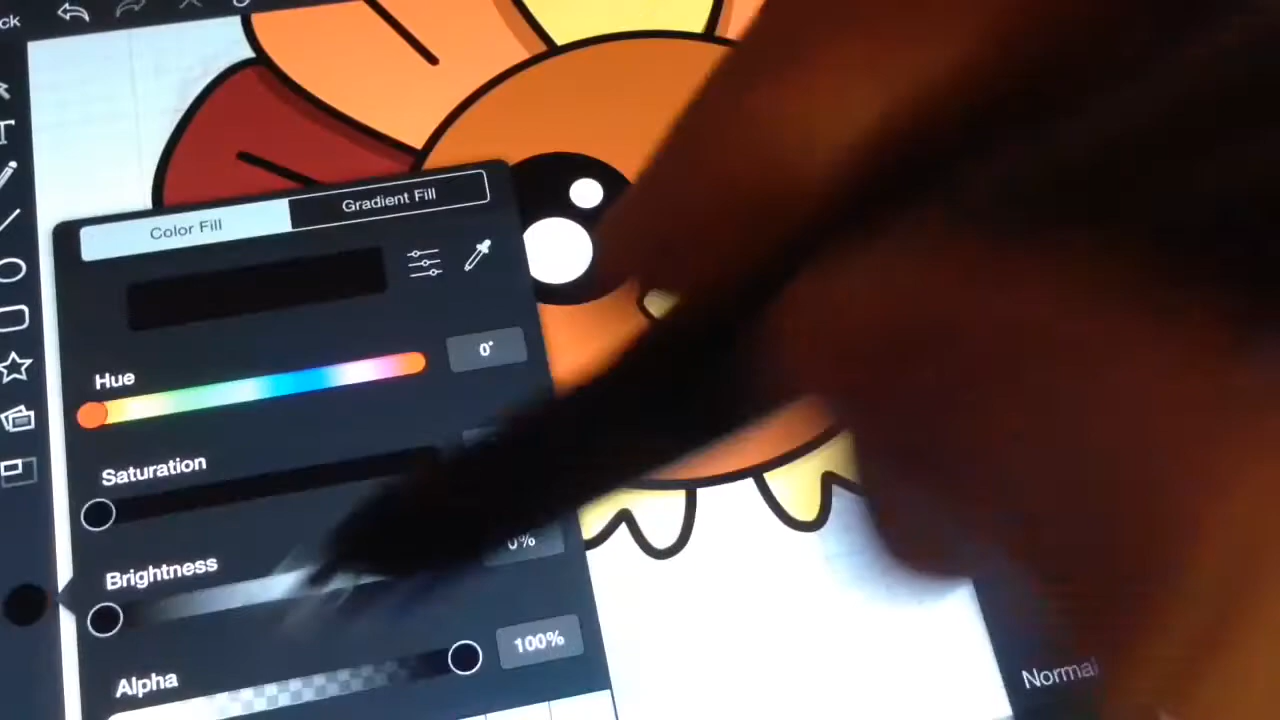 ck
T
Color Fill
Gradient Fill
Hue
0°
Saturation
Brightness
0%
Alpha
100%
Normal